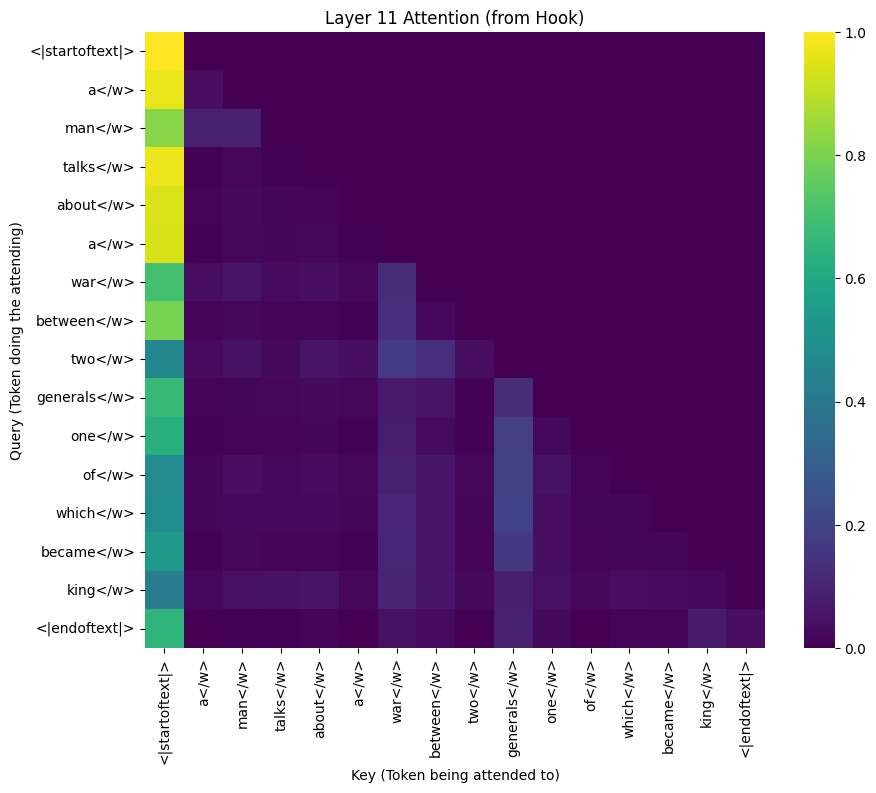 Layer 11 Attention (from Hook)
Query (Token doing the attending)
<|startoftext|>
a</w>
man</w>
talks</w>
about</w>
a</w>
war</w>
between</w>
two</w>
generals</w>
one</w>
of</w>
which</w>
became</w>
king</w>
<|endoftext|>
<|startoftext|>
a</w>
man</w>
talks</w>
about</w>
a</w>
war</w>
between</w>
two</w>
generals</w>
one</w>
of</w>
which</w>
became</w>
king</w>
<|endoftext|>
Key (Token being attended to)
1.0
0.8
0.6
0.4
0.2
0.0